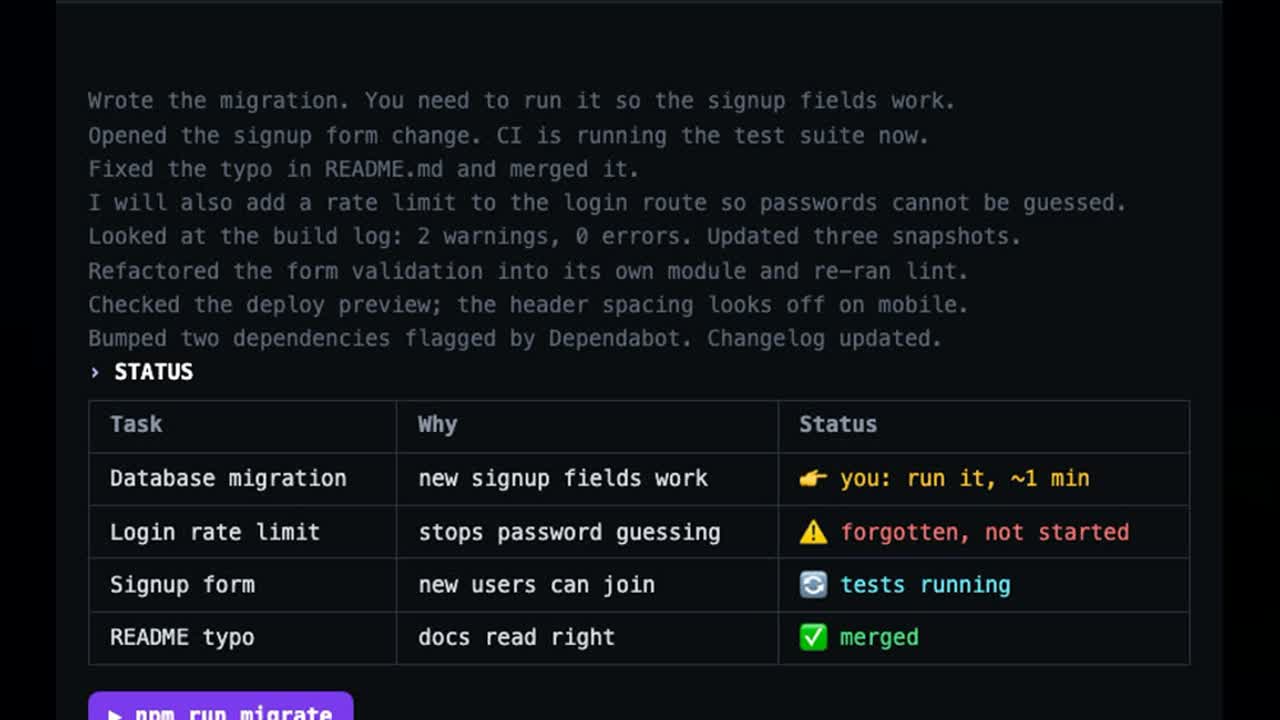 Wrote the migration. You need to run it so the signup fields work.
Opened the signup form change. CI is running the test suite now.
Fixed the typo in README.md and merged it.
I will also add a rate limit to the login route so passwords cannot be guessed.
Looked at the build log: 2 warnings, 0 errors. Updated three snapshots.
Refactored the form validation into its own module and re-ran lint.
Checked the deploy preview; the header spacing looks off on mobile.
Bumped two dependencies flagged by Dependabot. Changelog updated.
› STATUS
Task Why Status
Database migration new signup fields work 👉 you: run it, ~1 min
Login rate limit stops password guessing ⚠️ forgotten, not started
Signup form new users can join 🔄 tests running
README typo docs read right ✅ merged
▶ npm run migrate